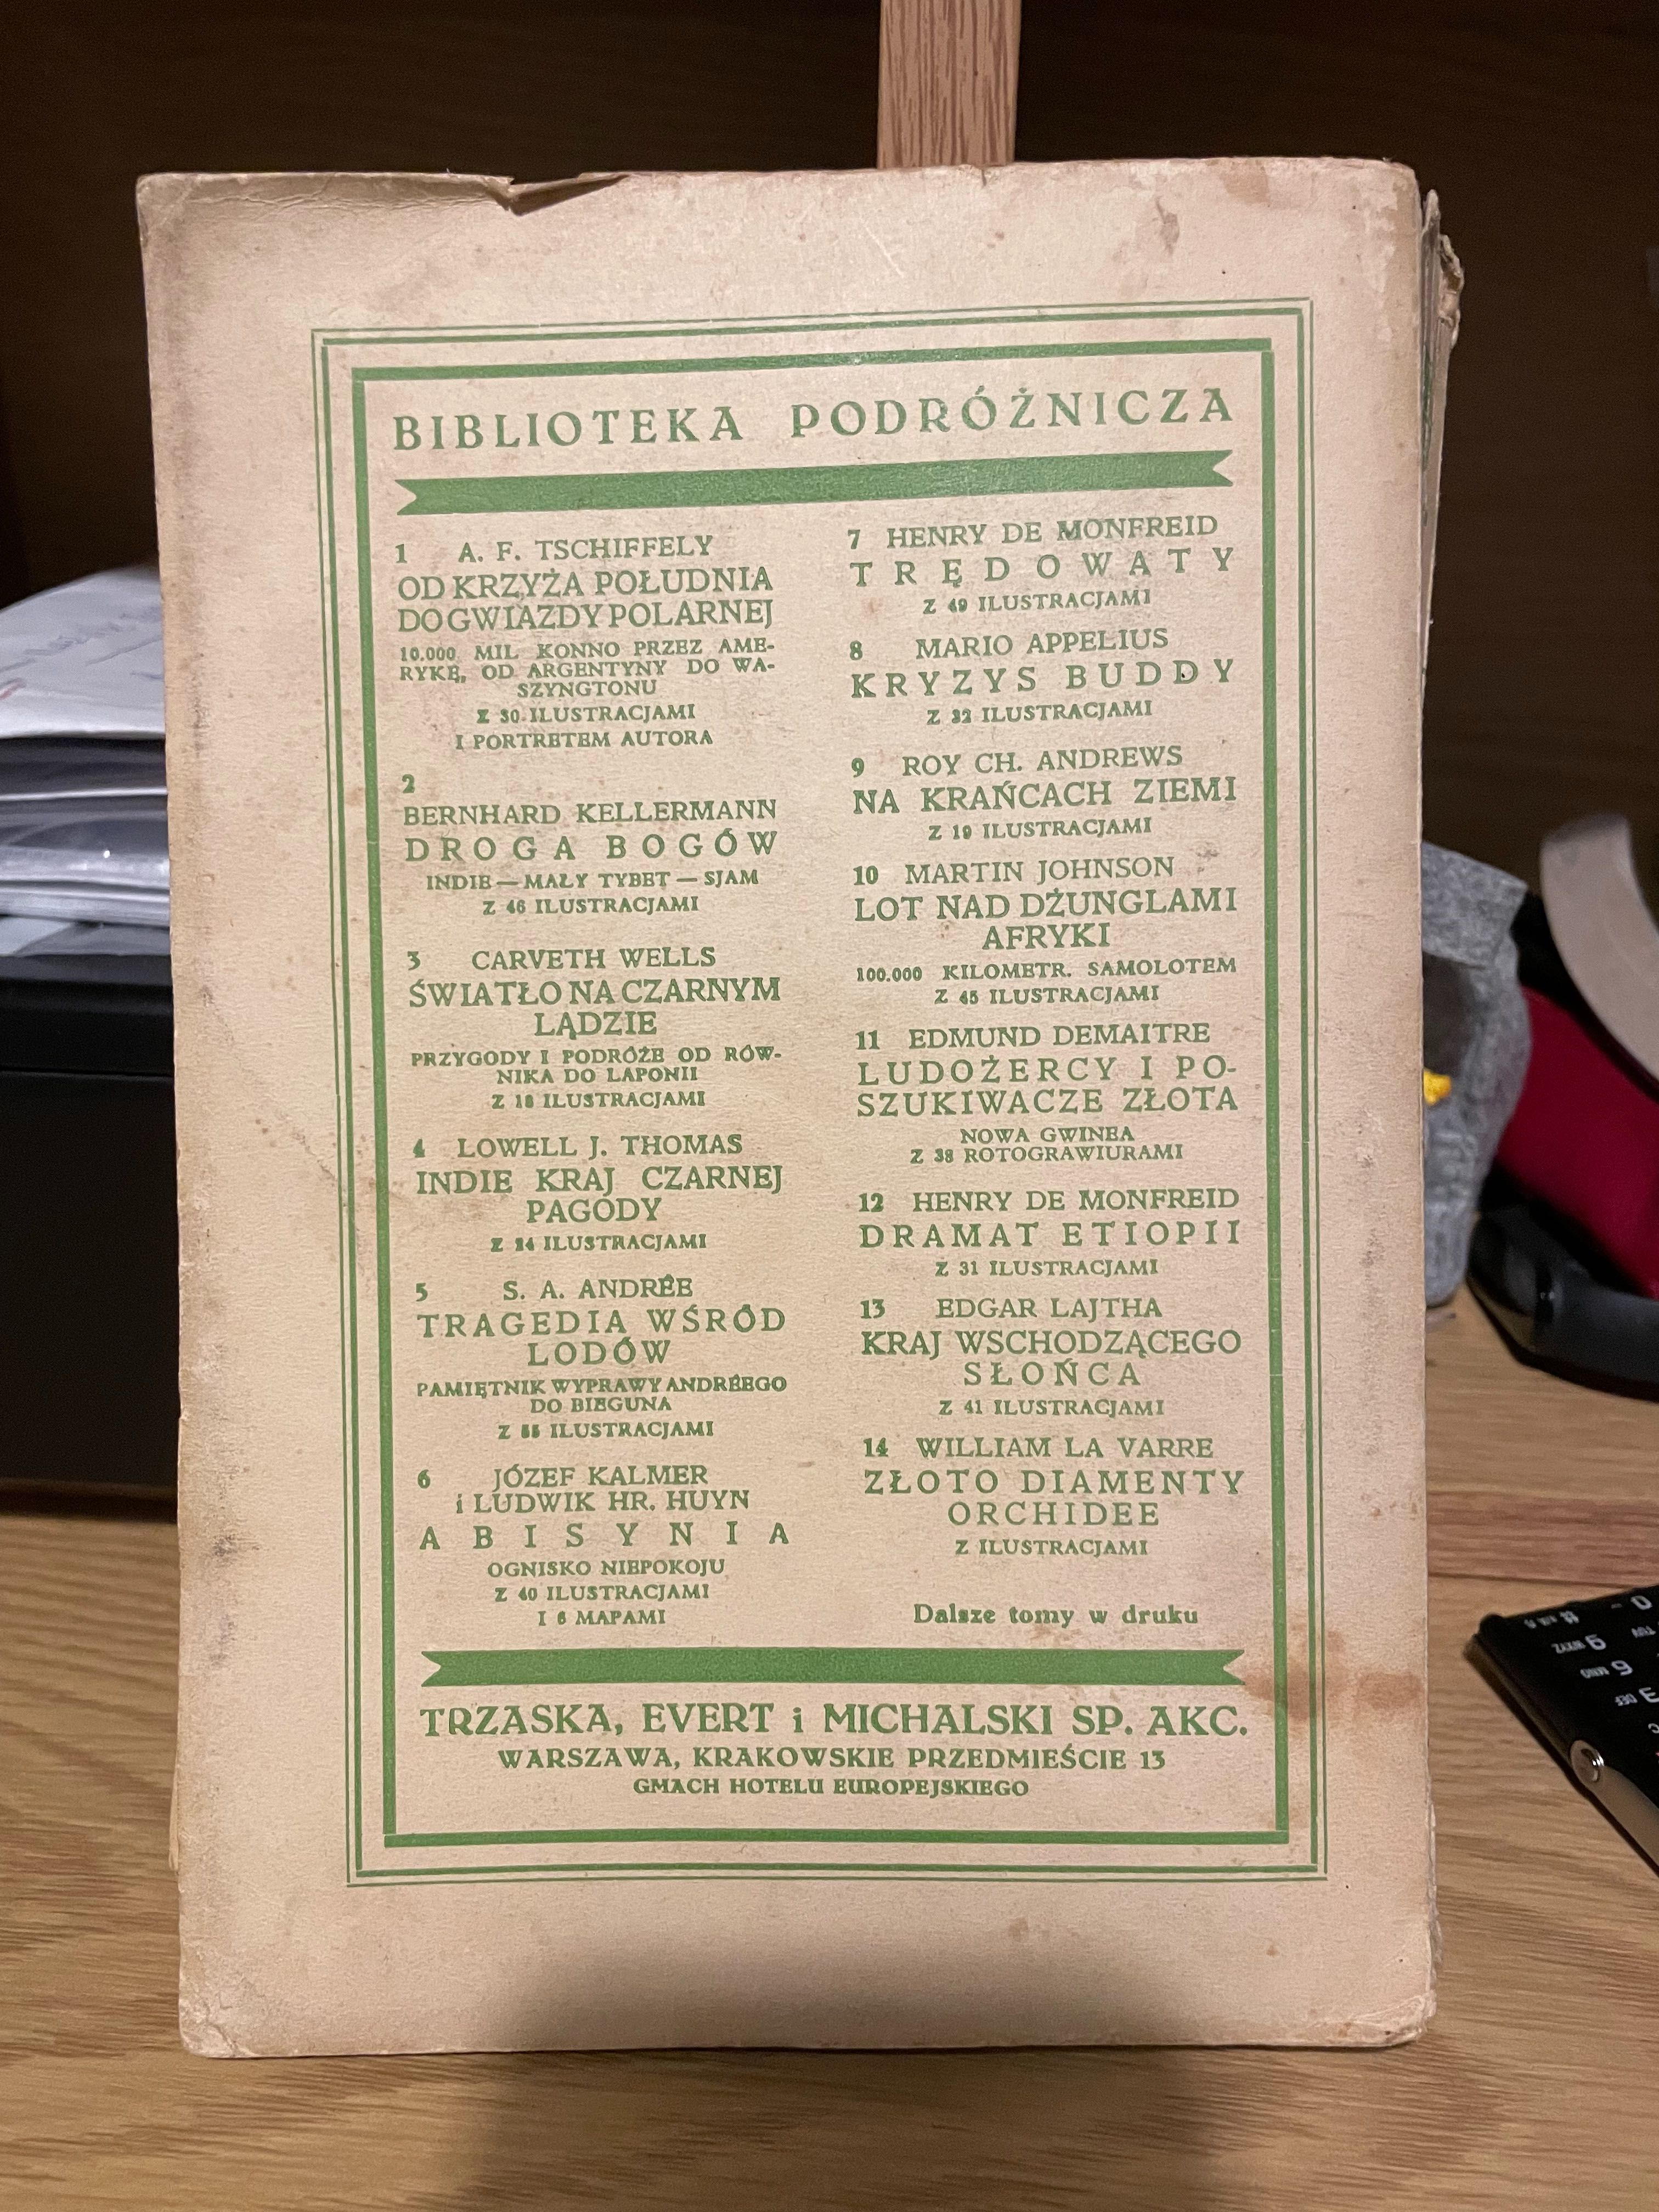 BIBLIOTEKA PODRÓŻNICZA
1 A. F. TSCHIFFELY
OD KRZYŻA POŁUDNIA
DO GWIAZDY POLARNEJ
10.000 MIL KONNO PRZEZ AME-
RYKĘ, OD ARGENTYNY DO WA-
SZYNGTONU
Z 30 ILUSTRACJAMI
I PORTRETEM AUTORA
2
BERNHARD KELLERMANN
DROGA BOGÓW
INDIE — MAŁY TYBET — SJAM
Z 46 ILUSTRACJAMI
3 CARVETH WELLS
ŚWIATŁO NA CZARNYM
LĄDZIE
PRZYGODY I PODRÓŻE OD RÓW-
NIKA DO LAPONII
Z 18 ILUSTRACJAMI
4 LOWELL J. THOMAS
INDIE KRAJ CZARNEJ
PAGODY
Z ILUSTRACJAMI
5 S. A. ANDRÉE
TRAGEDIA WŚRÓD
LODÓW
PAMIĘTNIK WYPRAWY ANDRÉEGO
DO BIEGUNA
Z 55 ILUSTRACJAMI
6 JÓZEF KALMER
i LUDWIK HR. HUYN
ABISYNIA
OGNISKO NIEPOKOJU
Z 40 ILUSTRACJAMI
I 6 MAPAMI
7 HENRY DE MONFREID
TRĘDOWATY
Z 49 ILUSTRACJAMI
8 MARIO APPELIUS
KRYZYS BUDDY
Z 32 ILUSTRACJAMI
9 ROY CH. ANDREWS
NA KRAŃCACH ZIEMI
Z 19 ILUSTRACJAMI
10 MARTIN JOHNSON
LOT NAD DŻUNGLAMI
AFRYKI
100.000 KILOMETR. SAMOLOTEM
Z 45 ILUSTRACJAMI
11 EDMUND DEMAITRE
LUDOŻERCY I PO-
SZUKIWACZE ZŁOTA
NOWA GWINEA
Z 38 ROTOGRAWIURAMI
12 HENRY DE MONFREID
DRAMAT ETIOPII
Z 31 ILUSTRACJAMI
13 EDGAR LAJTHA
KRAJ WSCHODZĄCEGO
SŁOŃCA
Z 41 ILUSTRACJAMI
14 WILLIAM LA VARRE
ZŁOTO DIAMENTY
ORCHIDEE
Z ILUSTRACJAMI
Dalsze tomy w druku
TRZASKA, EVERT i MICHALSKI SP. AKC.
WARSZAWA, KRAKOWSKIE PRZEDMIEŚCIE 13
GMACH HOTELU EUROPEJSKIEGO